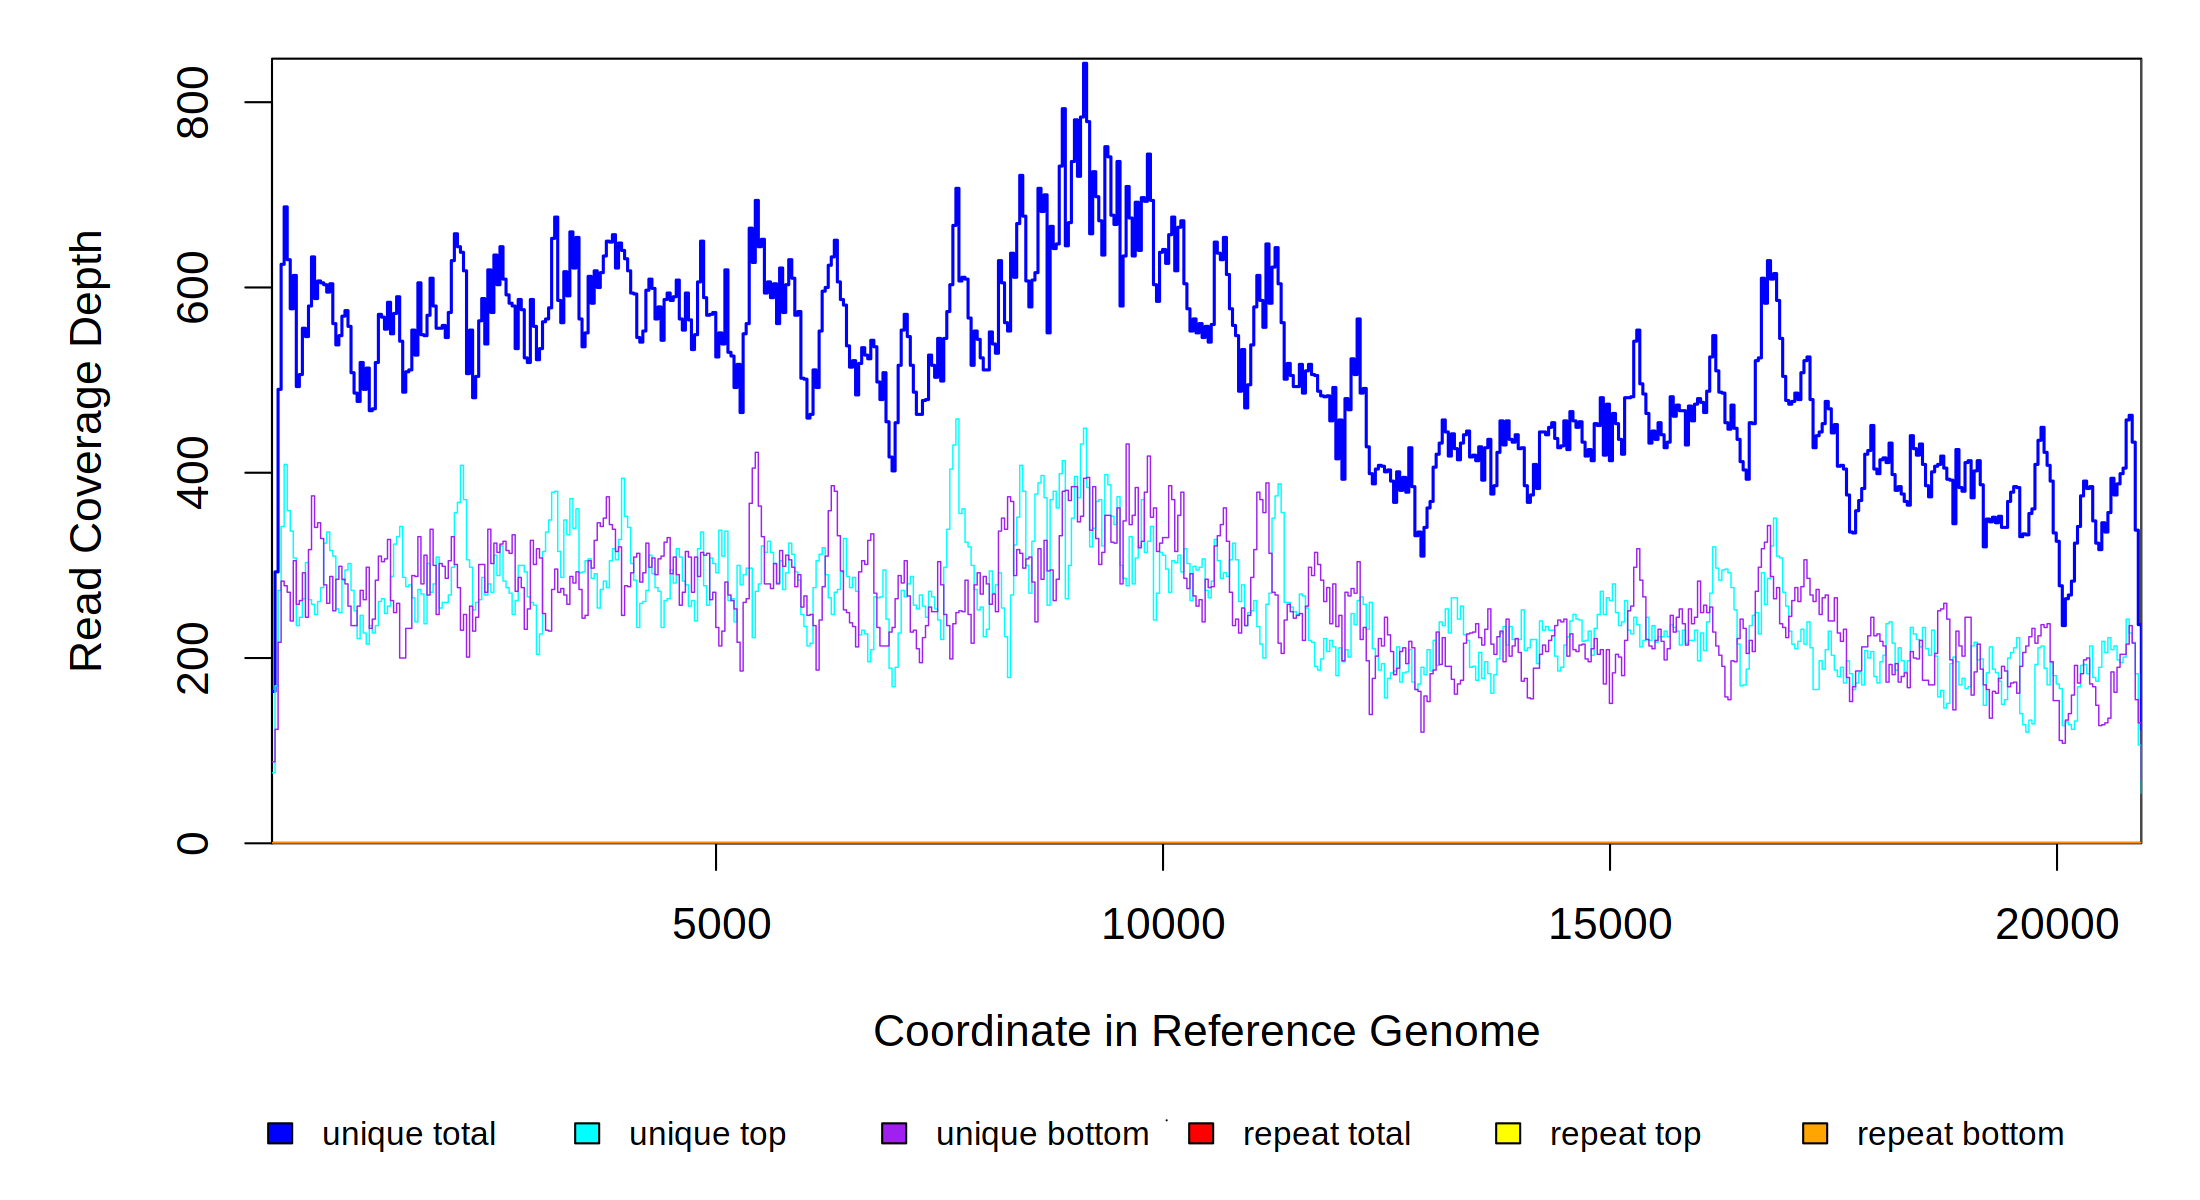 800
600
400
200
0
Read Coverage Depth
5000 10000 15000 20000
Coordinate in Reference Genome
unique total unique top unique bottom repeat total repeat top repeat bottom